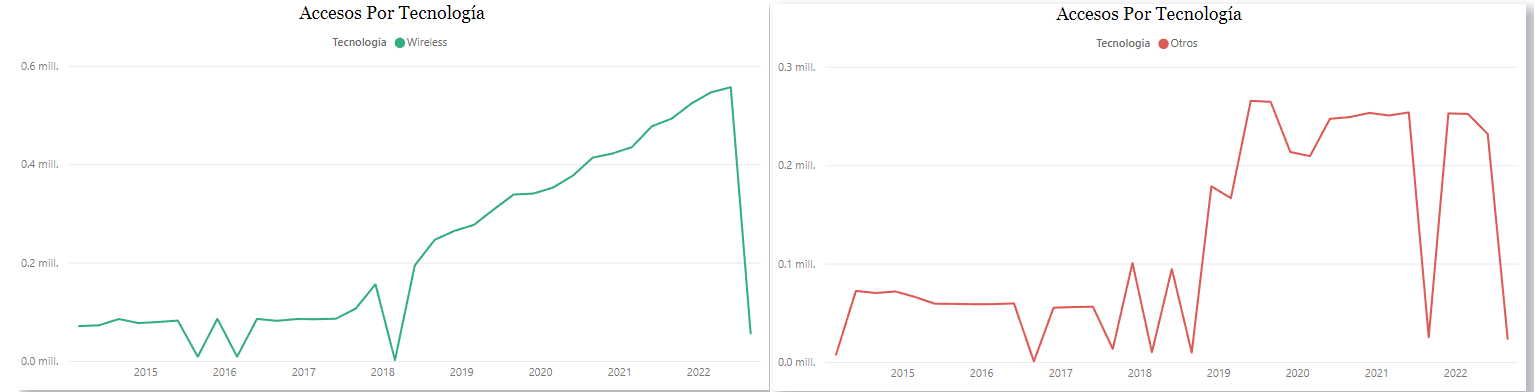 Accesos Por Tecnología
Tecnologia Wireless
0.6 mill.
0.4 mill.
0.2 mill.
0.0 mill.
2015 2016 2017 2018 2019 2020 2021 2022
Accesos Por Tecnología
Tecnologia Otros
0.3 mill.
0.2 mill.
0.1 mill.
0.0 mill.
2015 2016 2017 2018 2019 2020 2021 2022